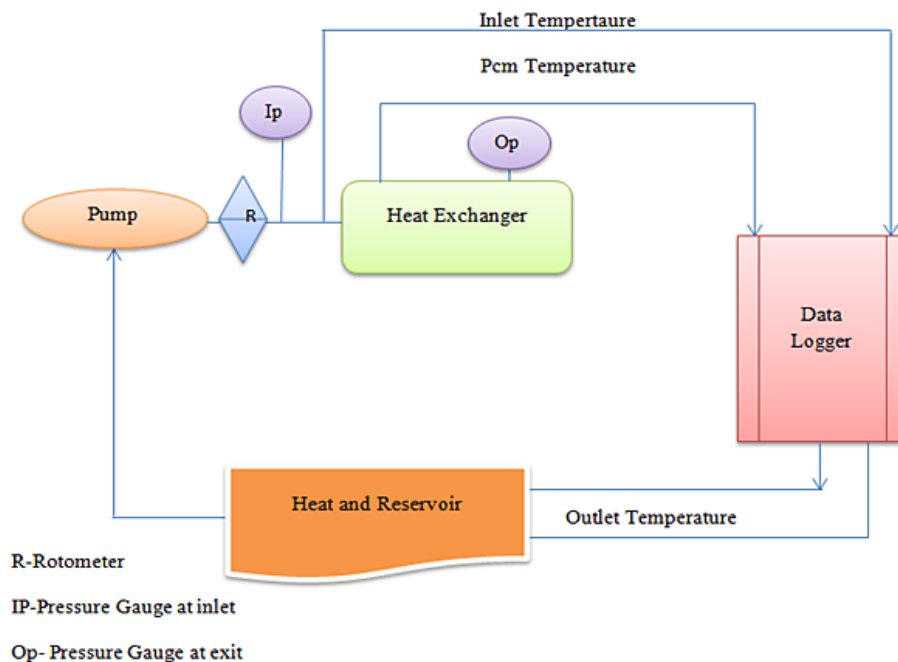 Inlet Tempertaure
Pcm Temperature
Ip
Op
Pump
R
Heat Exchanger
Data
Logger
Heat and Reservoir
Outlet Temperature
R-Rotometer
IP-Pressure Gauge at inlet
Op- Pressure Gauge at exit